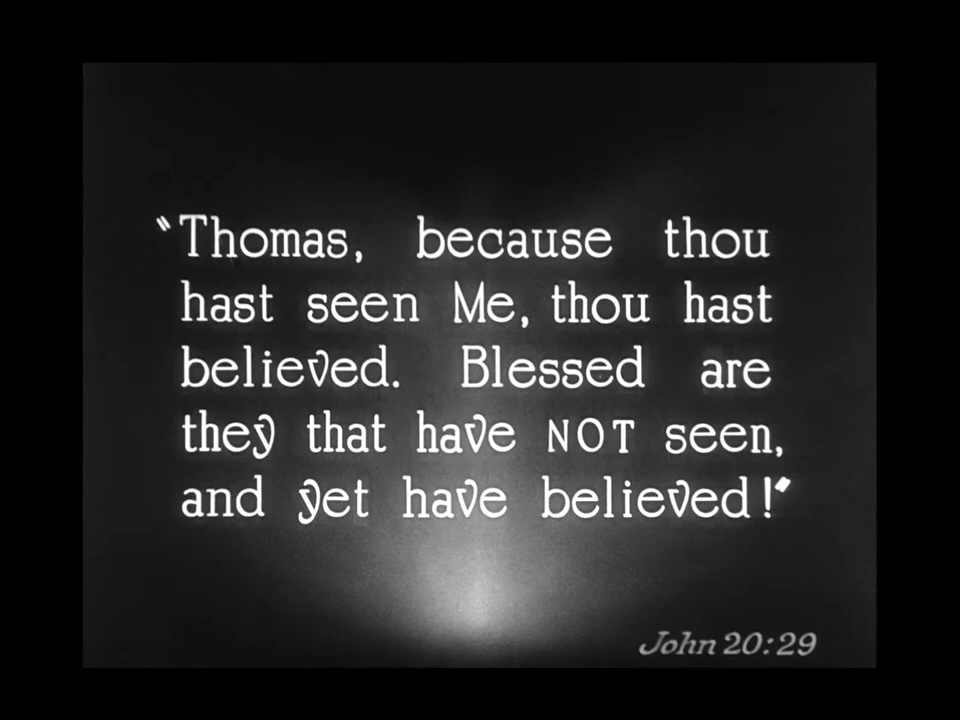 "Thomas, because thou
hast seen Me, thou hast
believed. Blessed are
they that have NOT seen,
and yet have believed!"
John 20:29